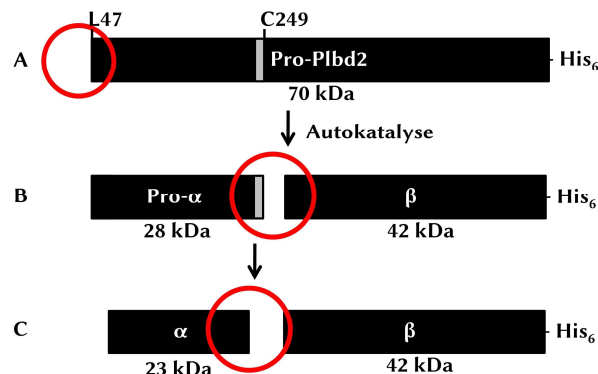 L47 C249
A Pro-Plbd2 His₆
70 kDa
Autokatalyse
B Pro-α β His₆
28 kDa 42 kDa
C α β His₆
23 kDa 42 kDa